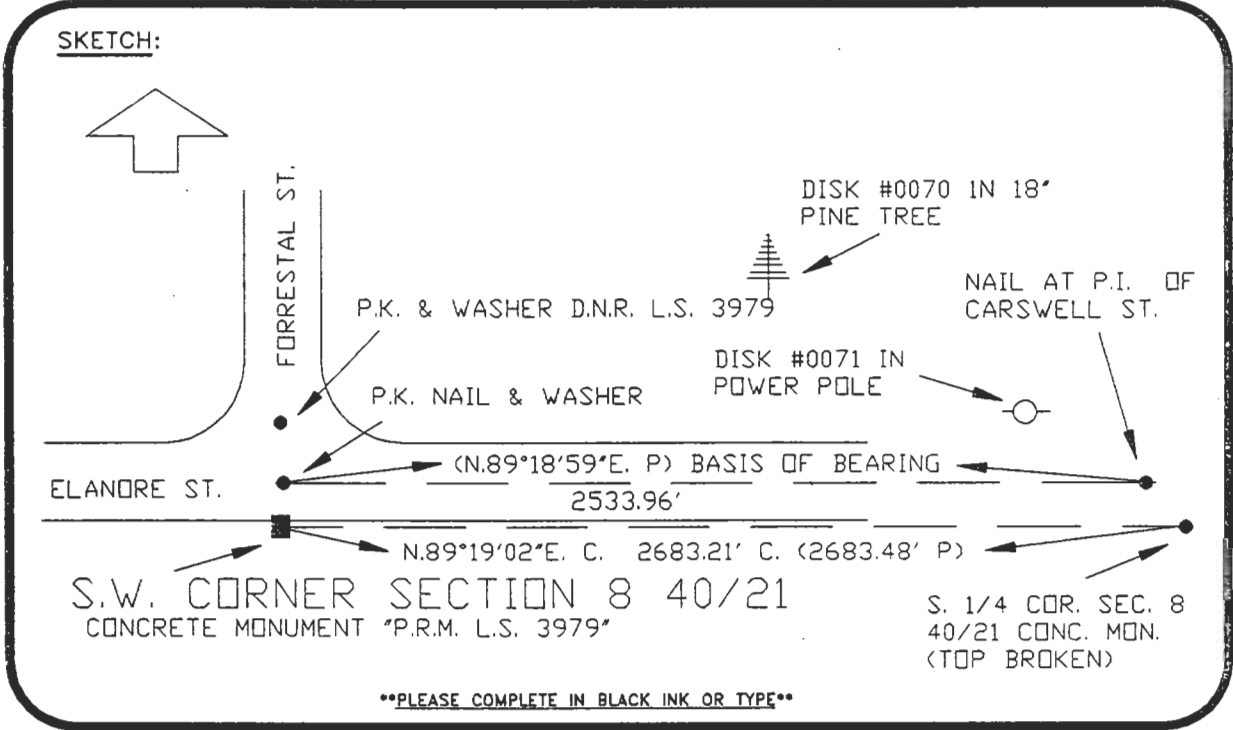 SKETCH:
FORRESTAL ST.
DISK #0070 IN 18"
PINE TREE
NAIL AT P.I. OF
CARSWELL ST.
P.K. & WASHER D.N.R. L.S. 3979
DISK #0071 IN
POWER POLE
P.K. NAIL & WASHER
(N.89°18'59"E. P) BASIS OF BEARING
ELANORE ST.
2533.96'
N.89°19'02"E. C. 2683.21' C. (2683.48' P)
S.W. CORNER SECTION 8 40/21
CONCRETE MONUMENT "P.R.M. L.S. 3979"
S. 1/4 COR. SEC. 8
40/21 CONC. MON.
(TOP BROKEN)
**PLEASE COMPLETE IN BLACK INK OR TYPE**